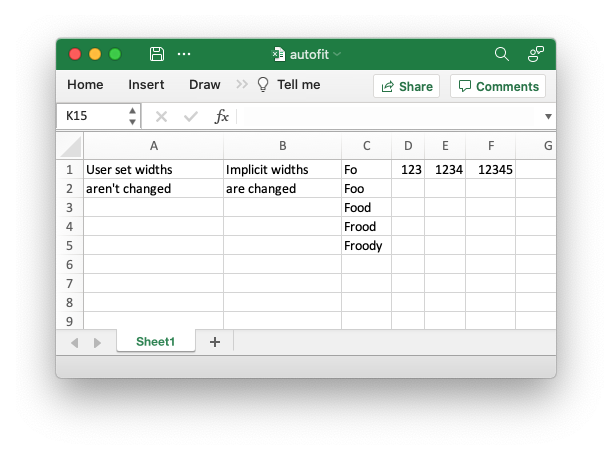 autofit
Home Insert Draw Tell me Share Comments
K15 fx
A B C D E F G
1 User set widths Implicit widths Fo 123 1234 12345
2 aren't changed are changed Foo
3 Food
4 Frood
5 Froody
6
7
8
9
Sheet1 +